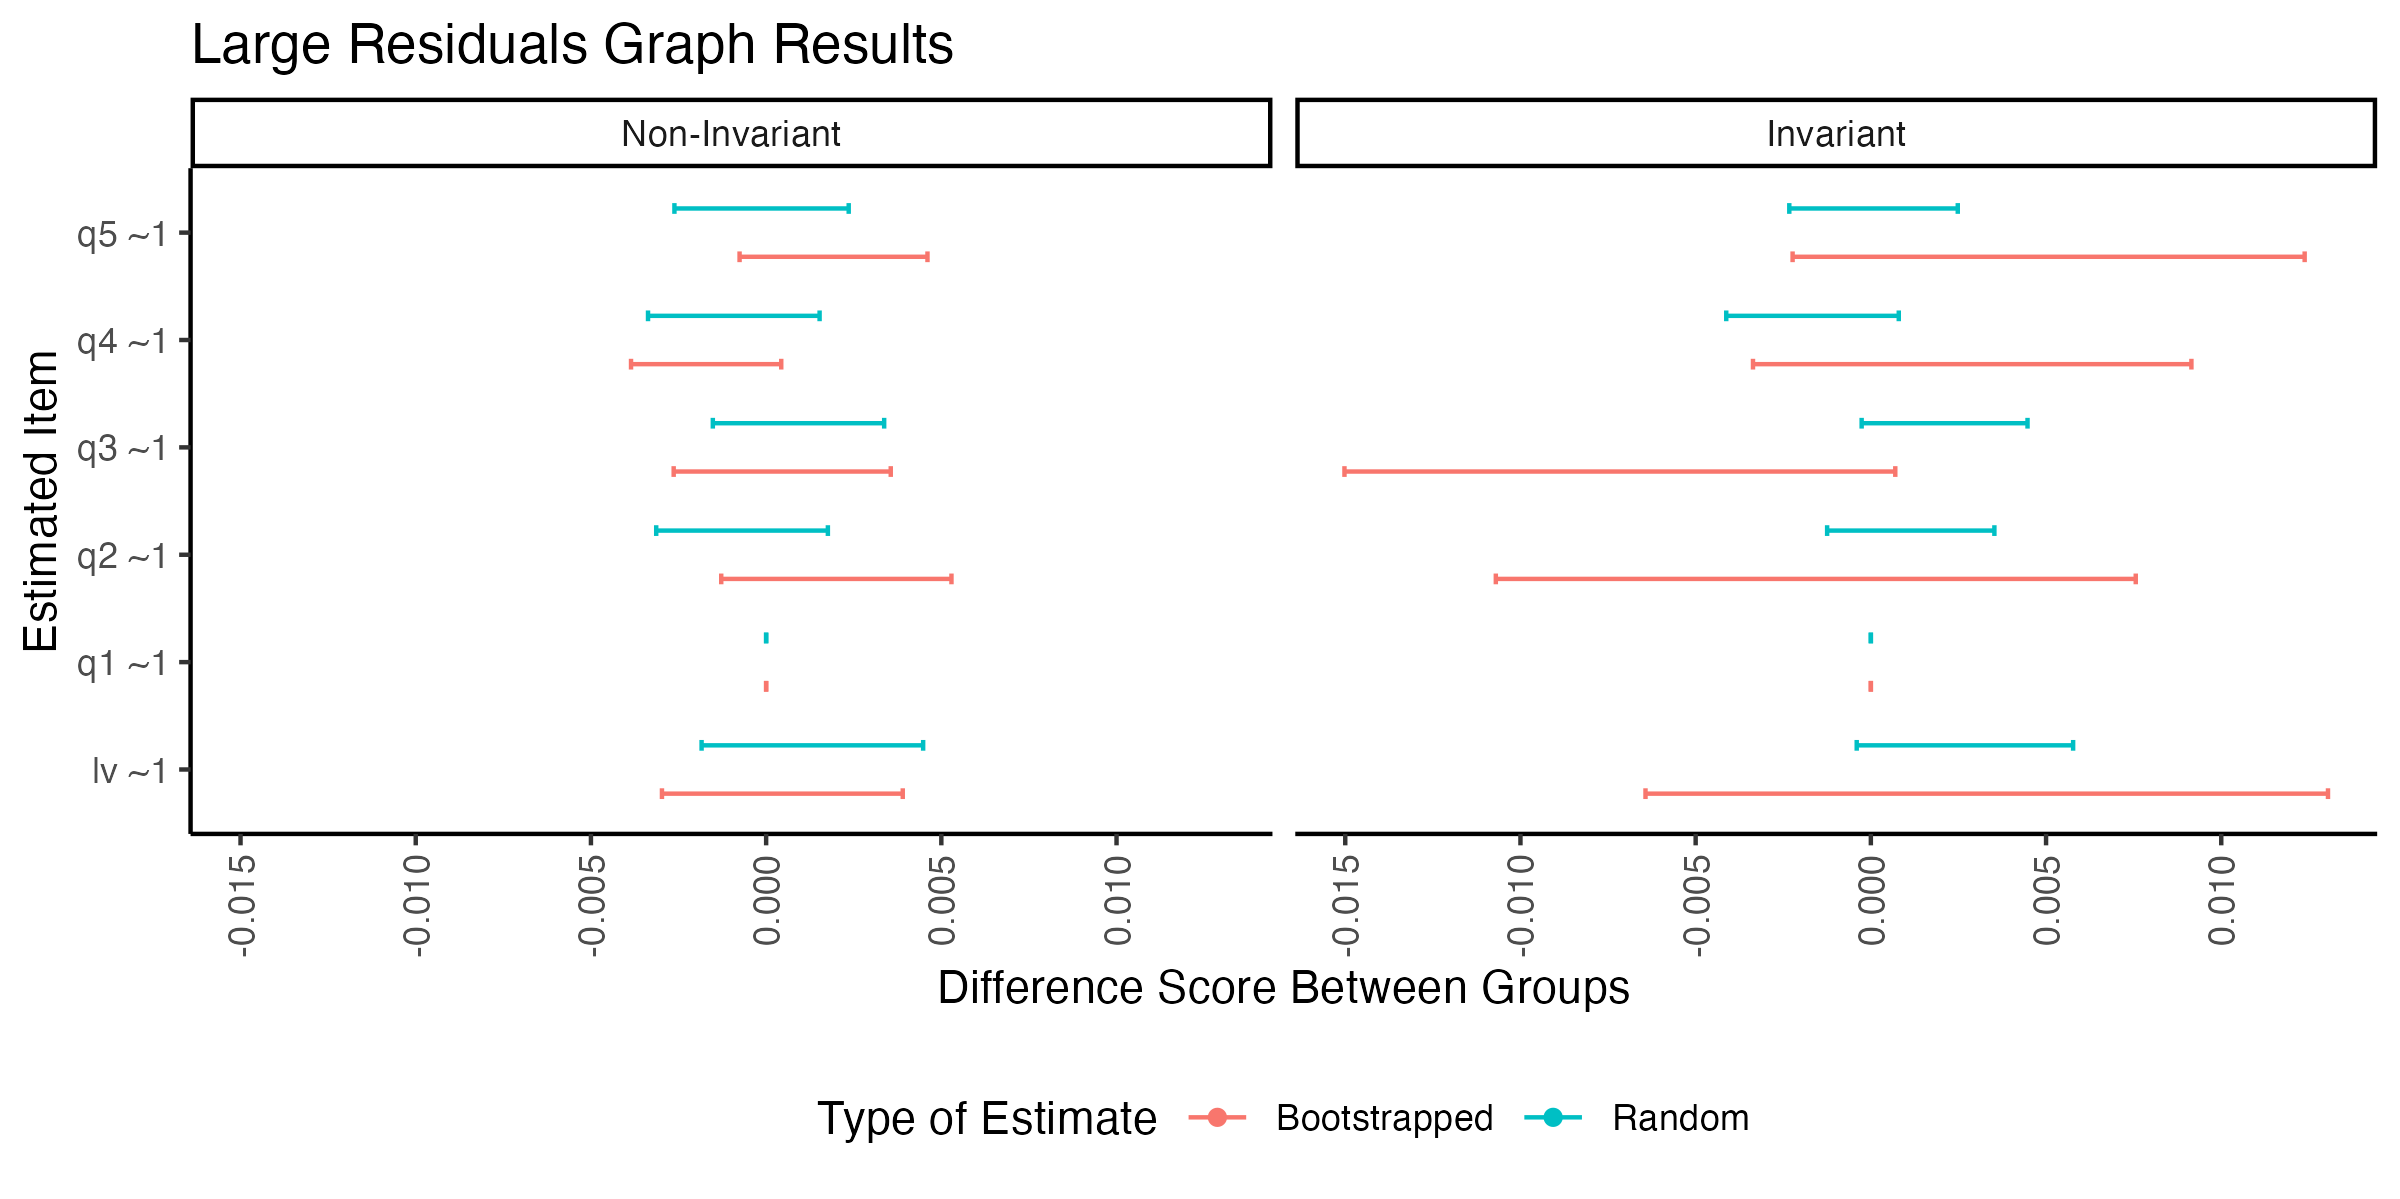 Large Residuals Graph Results
Non-Invariant
Invariant
Estimated Item
q5 ~1
q4 ~1
q3 ~1
q2 ~1
q1 ~1
lv ~1
-0.015
-0.010
-0.005
0.000
0.005
0.010
-0.015
-0.010
-0.005
0.000
0.005
0.010
Difference Score Between Groups
Type of Estimate
Bootstrapped
Random